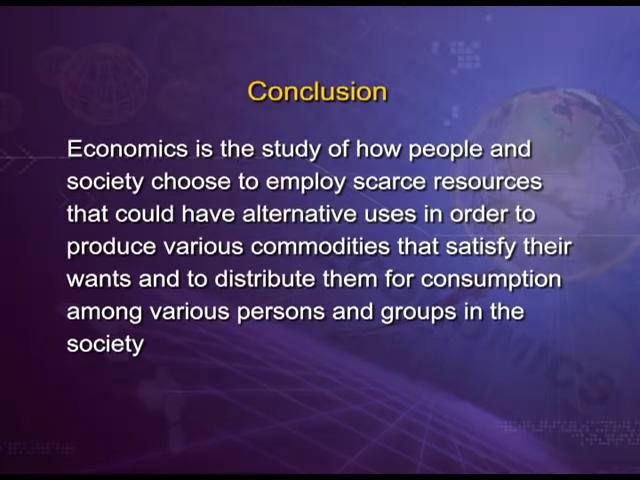 Conclusion
Economics is the study of how people and
society choose to employ scarce resources
that could have alternative uses in order to
produce various commodities that satisfy their
wants and to distribute them for consumption
among various persons and groups in the
society